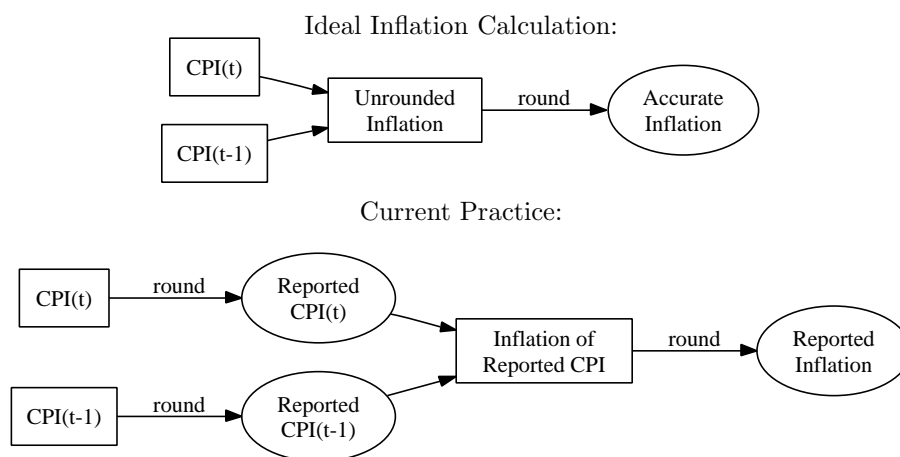 Ideal Inflation Calculation:
CPI(t)
CPI(t-1)
Unrounded
Inflation
round
Accurate
Inflation
Current Practice:
CPI(t)
round
Reported
CPI(t)
CPI(t-1)
round
Reported
CPI(t-1)
Inflation of
Reported CPI
round
Reported
Inflation